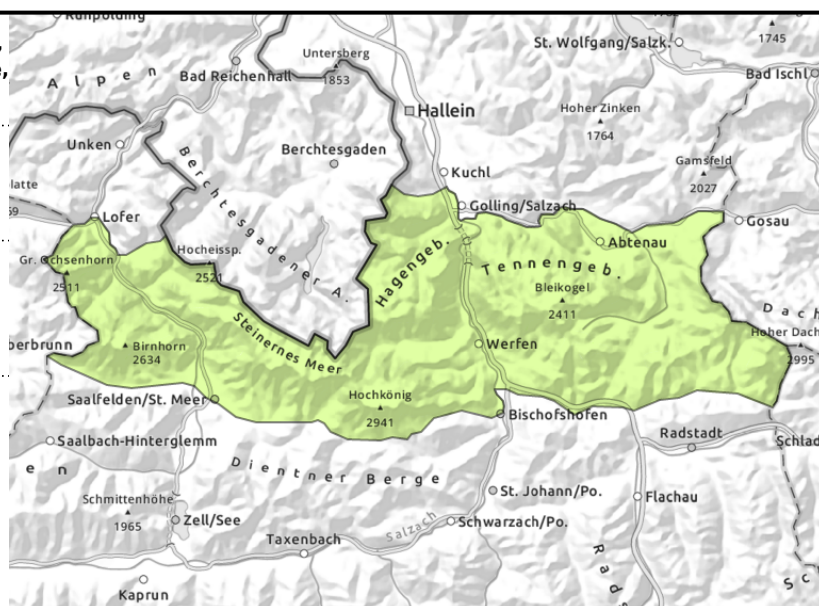 Ruhpolding
St. Wolfgang/Salzk.
1745
Untersberg
1853
Bad Reichenhall
Bad Ischl
Alpen
Hallein
Hoher Zinken
1764
Unken
Berchtesgaden
Gamsfeld
2027
Kuchl
Berchtesgadener A.
Golling/Salzach
Lofer
Gosau
Abtenau
Hocheissp.
2521
Gr. Ochsenhorn
2511
Hagengeb.
Tennengeb.
Bleikogel
2411
Steinernes Meer
Birnhorn
2634
Werfen
Hoher Dach
2995
Hochkönig
2941
Saalfelden/St. Meer
Bischofshofen
Radstadt
Schlad
Saalbach-Hinterglemm
en
Dientner Berge
Schmittenhöhe
1965
St. Johann/Po.
Flachau
Zell/See
Schwarzach/Po.
Salzach
Taxenbach
Kaprun